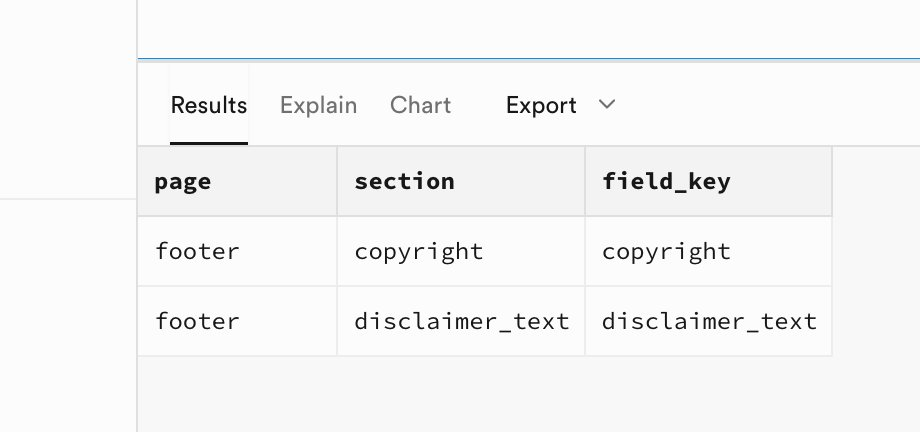 Results Explain Chart Export
page section field_key
footer copyright copyright
footer disclaimer_text disclaimer_text